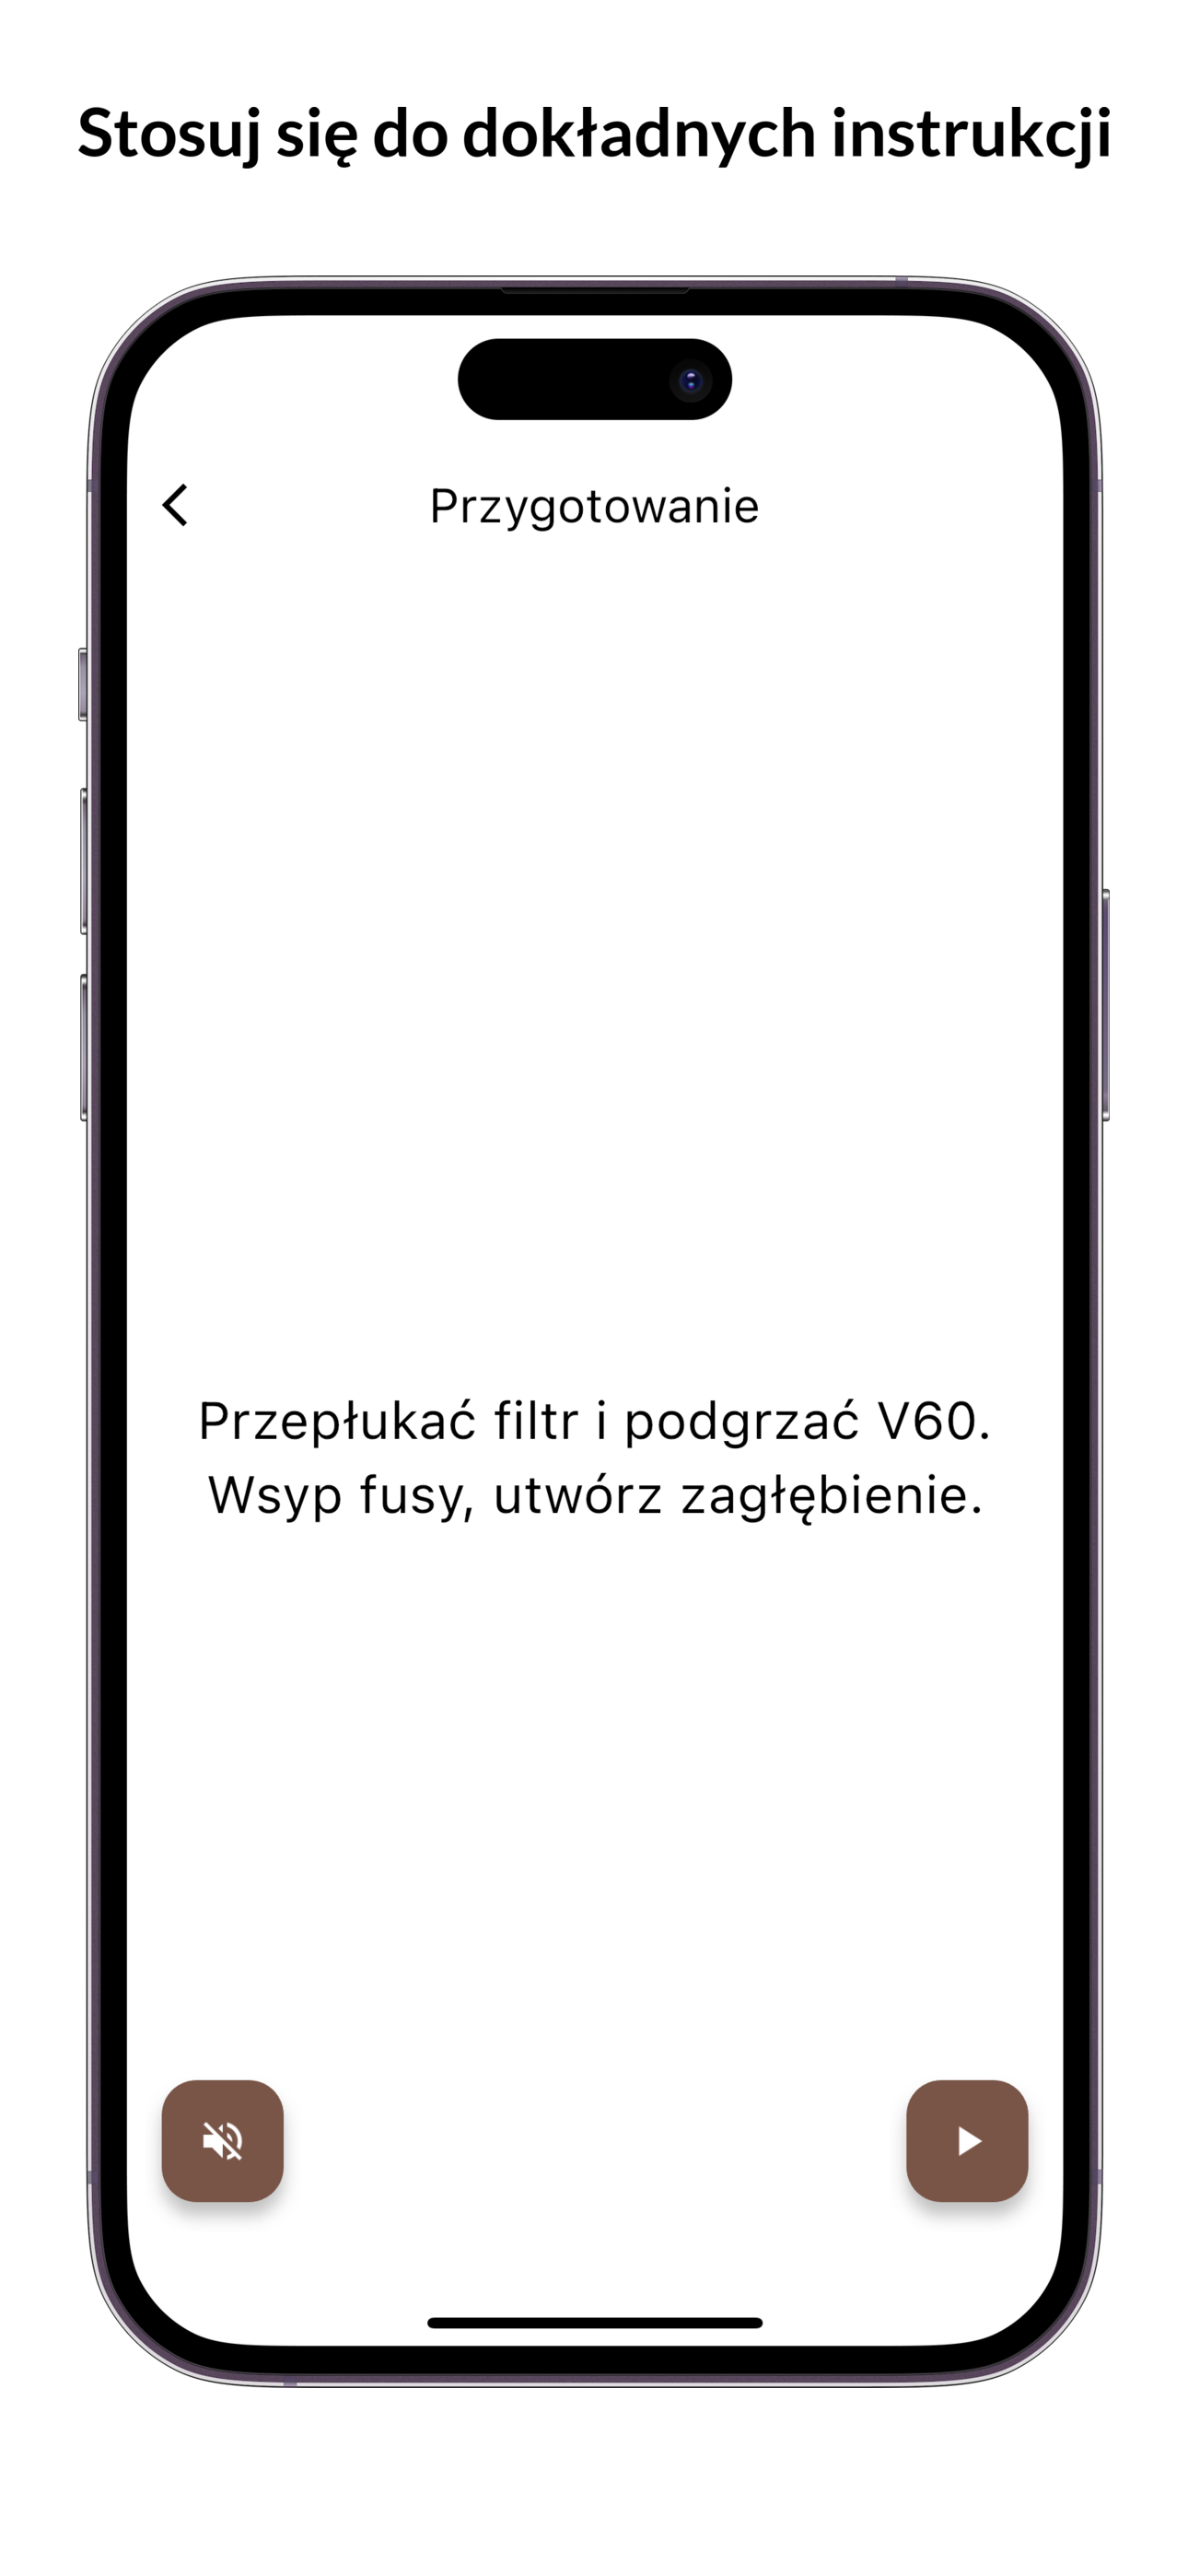 Stosuj się do dokładnych instrukcji
Przygotowanie
Przepłukać filtr i podgrzać V60.
Wsyp fusy, utwórz zagłębienie.